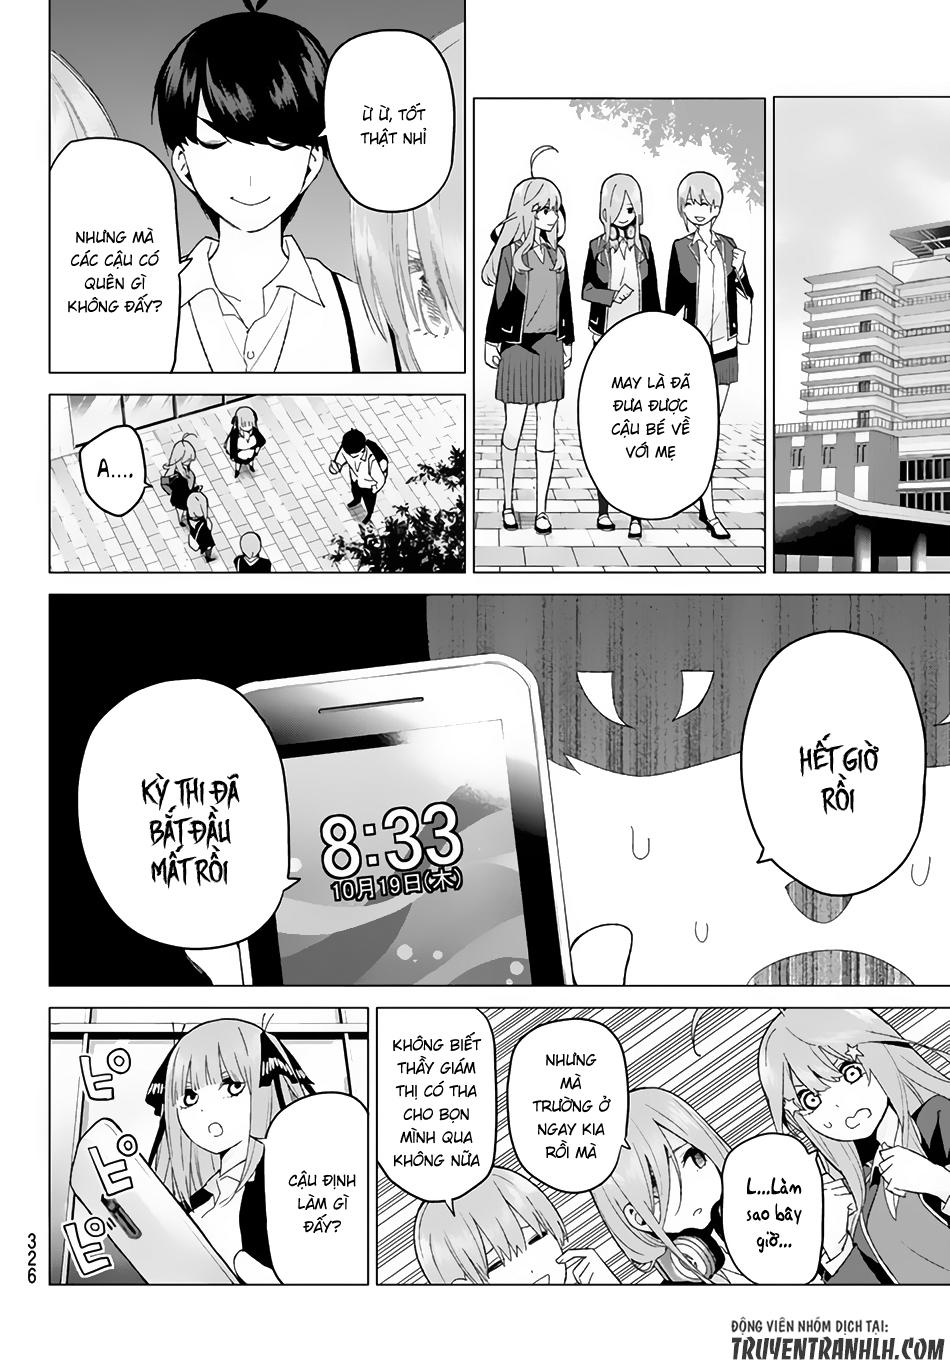 MAY LÀ ĐÃ
ĐƯA ĐƯỢC
CẬU BÉ VỀ
VỚI MẸ
Ừ Ừ, TỐT
THẬT NHỈ
NHƯNG MÀ
CÁC CẬU CÓ
QUÊN GÌ
KHÔNG ĐẤY?
A....
HẾT GIỜ
RỒI
8:33
10月19日(木)
KỲ THI ĐÃ
BẮT ĐẦU
MẤT RỒI
L...Làm
sao bây
giờ...
NHƯNG
MÀ
TRƯỜNG Ở
NGAY KIA
RỒI MÀ
KHÔNG BIẾT
THẦY GIÁM
THỊ CÓ THA
CHO BỌN
MÌNH QUA
KHÔNG NỮA
CẬU ĐỊNH
LÀM GÌ
ĐẤY?
ピ
ピ
ピ
326
ĐỘNG VIÊN NHÓM DỊCH TẠI:
TRUYENTRANHLH.COM